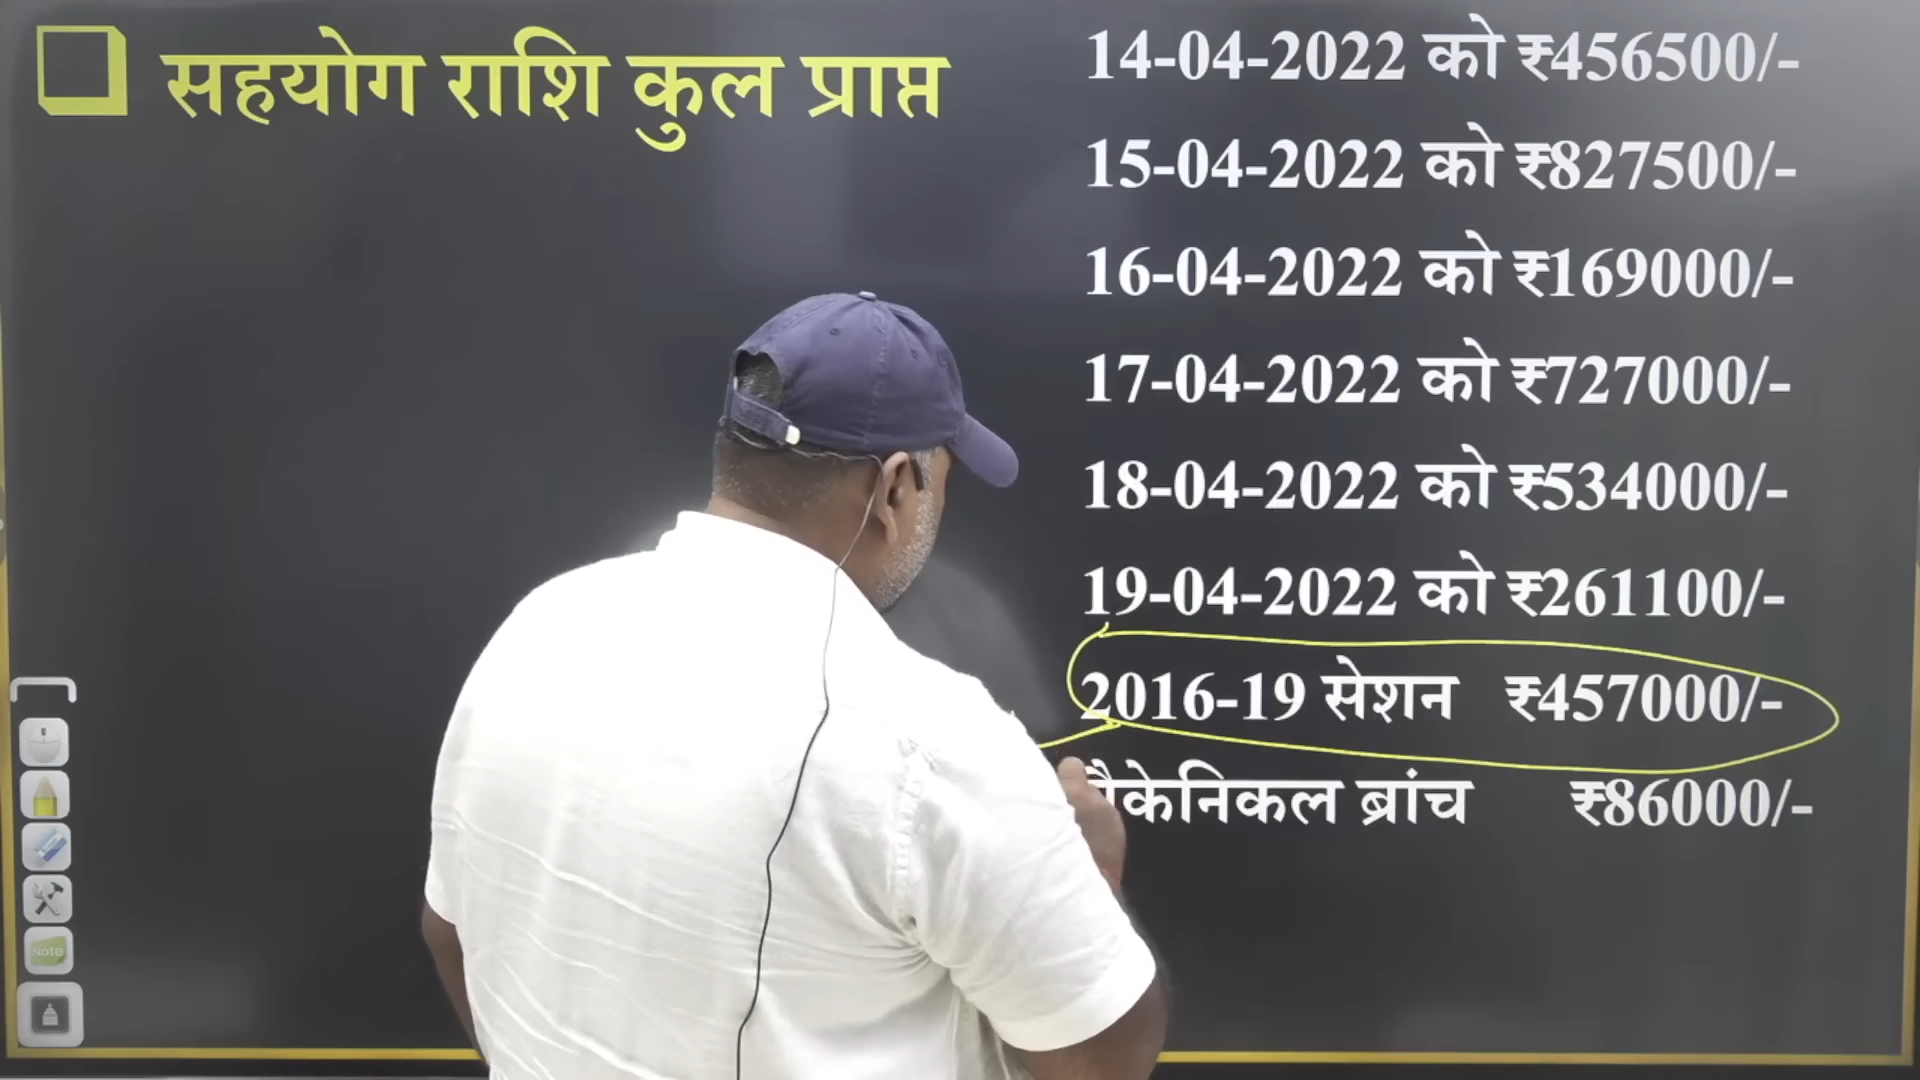 सहयोग राशि कुल प्राप्त
14-04-2022 को ₹456500/-
15-04-2022 को ₹827500/-
16-04-2022 को ₹169000/-
17-04-2022 को ₹727000/-
18-04-2022 को ₹534000/-
19-04-2022 को ₹261100/-
2016-19 सेशन ₹457000/-
ब्रांच ₹86000/-
Note